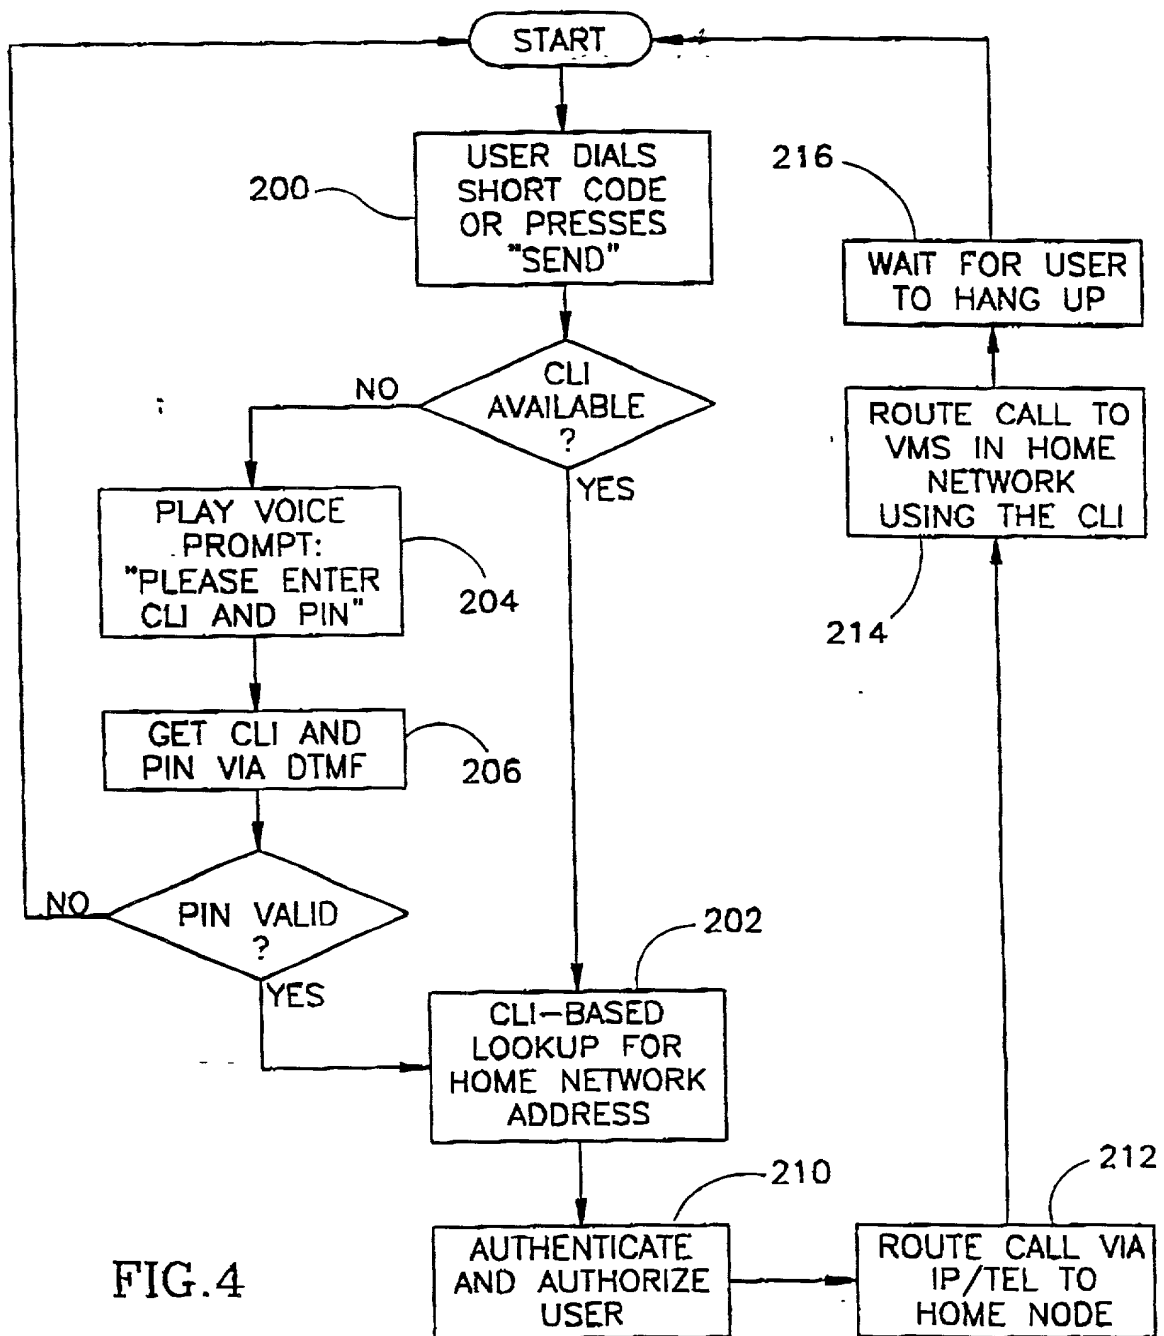 START
USER DIALS
SHORT CODE
OR PRESSES
"SEND"
200
CLI
AVAILABLE
?
NO
YES
PLAY VOICE
PROMPT:
"PLEASE ENTER
CLI AND PIN"
204
GET CLI AND
PIN VIA DTMF
206
PIN VALID
?
NO
YES
202
CLI-BASED
LOOKUP FOR
HOME NETWORK
ADDRESS
210
AUTHENTICATE
AND AUTHORIZE
USER
212
ROUTE CALL VIA
IP/TEL TO
HOME NODE
ROUTE CALL TO
VMS IN HOME
NETWORK
USING THE CLI
214
216
WAIT FOR USER
TO HANG UP
FIG.4